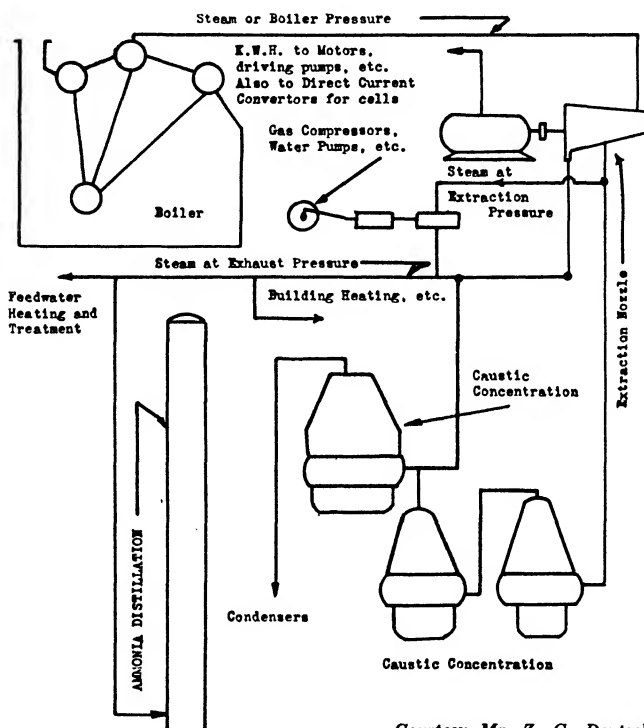 Steam or Boiler Pressure
K.W.H. to Motors,
driving pumps, etc.
Also to Direct Current
Convertors for cells
Gas Compressors,
Water Pumps, etc.
Boiler
Steam at
Extraction
Pressure
Steam at Exhaust Pressure
Feedwater
Heating and
Treatment
Building Heating, etc.
Extraction Nozzle
Caustic
Concentration
AMMONIA DISTILLATION
Condensers
Caustic Concentration
Courtesy, Mr. Z. G.